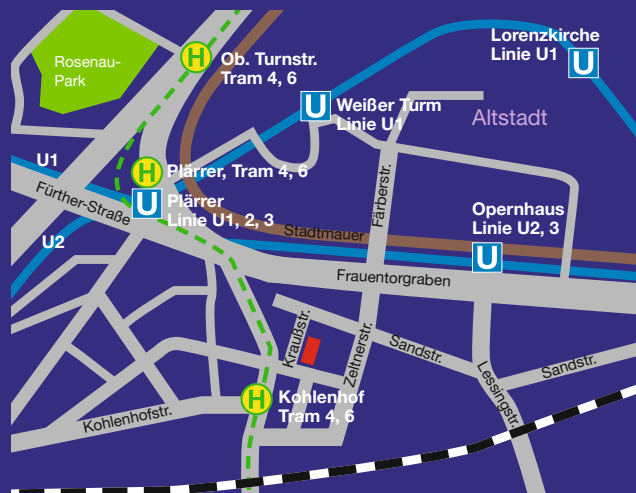 Rosenau-
Park
H
Ob. Turnstr.
Tram 4, 6
Lorenzkirche
Linie U1
U
U
Weißer Turm
Linie U1
Altstadt
U1
H
Plärrer, Tram 4, 6
Fürther-Straße
U
Plärrer
Linie U1, 2, 3
Färberstr.
Opernhaus
Linie U2, 3
U
U2
Stadtmauer
Frauentorgraben
Kraußstr.
Zeltnerstr.
Sandstr.
Sandstr.
Lessingstr.
H
Kohlenhof
Tram 4, 6
Kohlenhofstr.